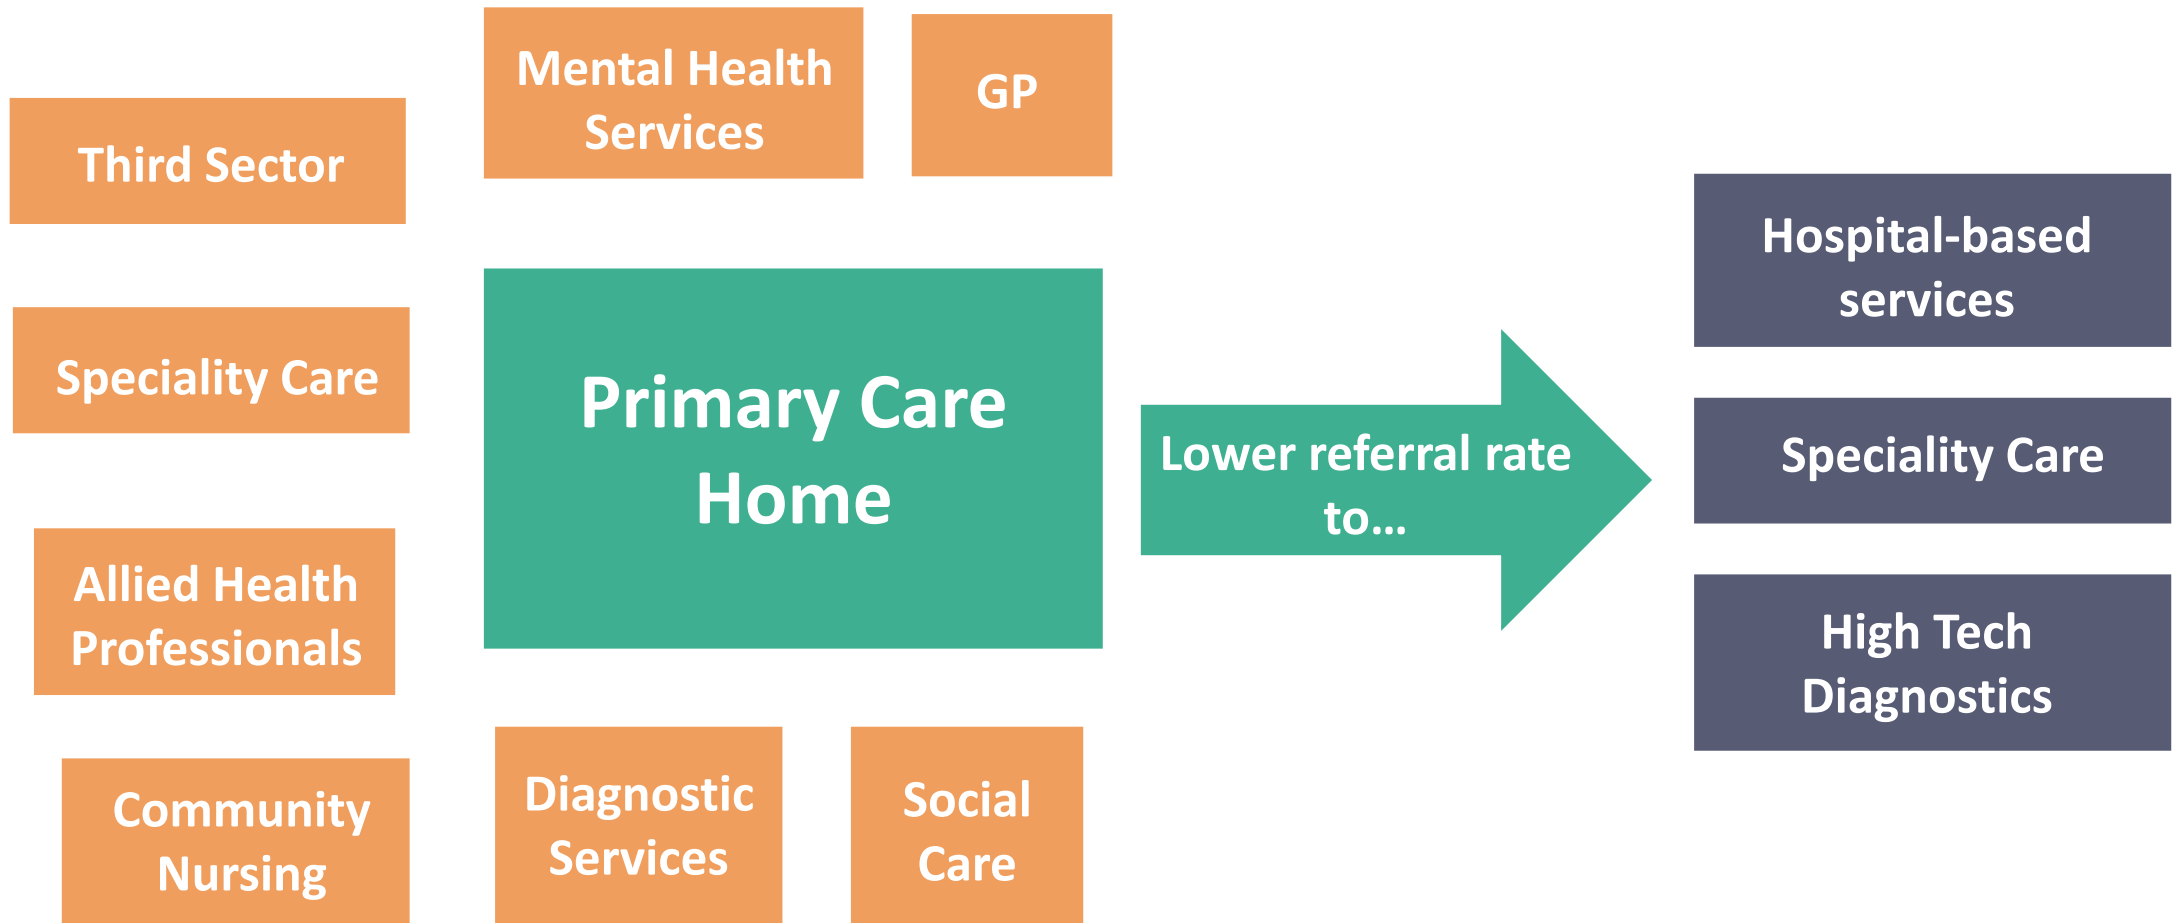 Mental Health
Services
GP
Third Sector
Speciality Care
Allied Health
Professionals
Community
Nursing
Primary Care
Home
Diagnostic
Services
Social
Care
Lower referral rate
to...
Hospital-based
services
Speciality Care
High Tech
Diagnostics